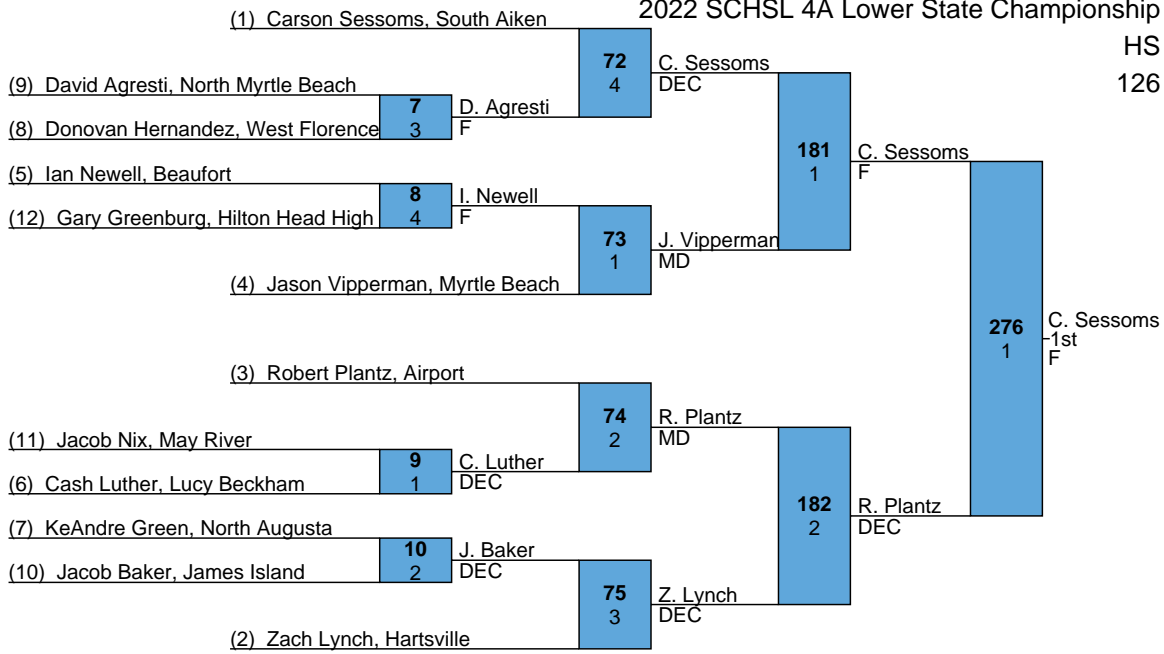 2022 SCHSL 4A Lower State Championship
HS
126
(1) Carson Sessoms, South Aiken
72
4
C. Sessoms
DEC
(9) David Agresti, North Myrtle Beach
7
3
D. Agresti
F
(8) Donovan Hernandez, West Florence
181
1
C. Sessoms
F
(5) Ian Newell, Beaufort
8
4
I. Newell
F
(12) Gary Greenburg, Hilton Head High
73
1
J. Vipperman
MD
(4) Jason Vipperman, Myrtle Beach
276
1
C. Sessoms
1st
F
(3) Robert Plantz, Airport
74
2
R. Plantz
MD
(11) Jacob Nix, May River
9
1
C. Luther
DEC
(6) Cash Luther, Lucy Beckham
182
2
R. Plantz
DEC
(7) KeAndre Green, North Augusta
10
2
J. Baker
DEC
(10) Jacob Baker, James Island
75
3
Z. Lynch
DEC
(2) Zach Lynch, Hartsville